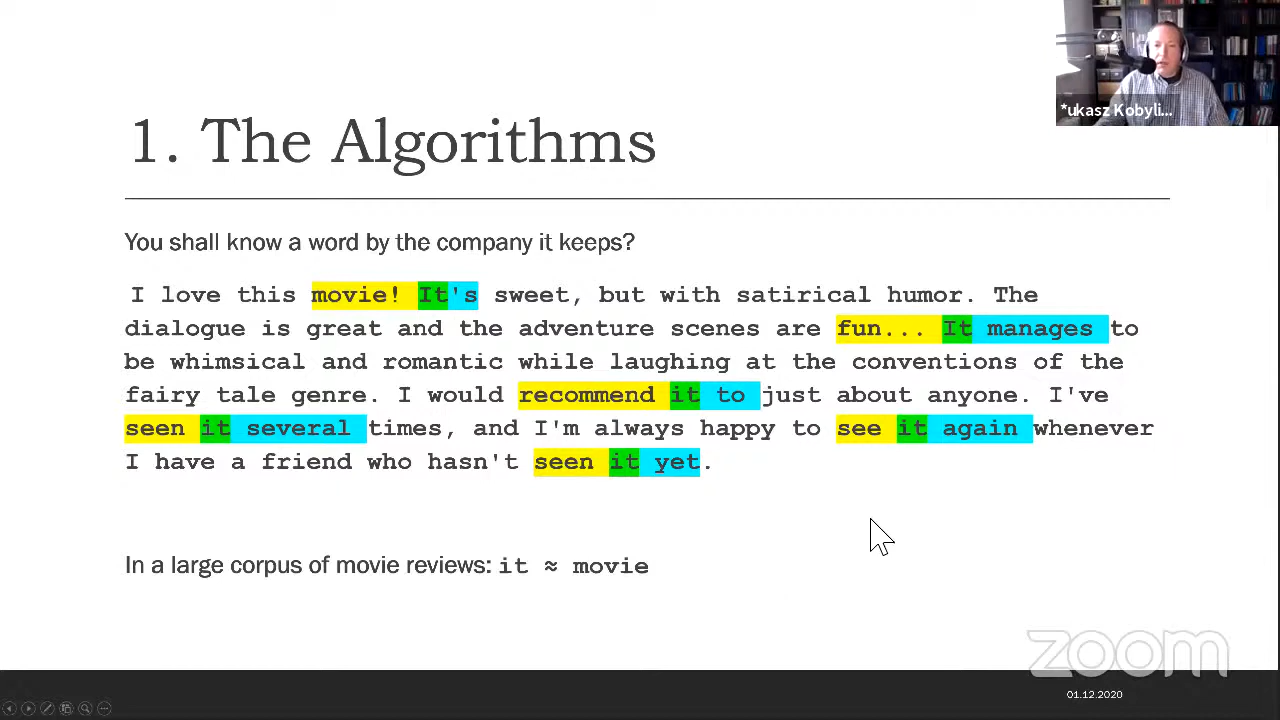 *ukasz Kobyli...
1. The Algorithms
You shall know a word by the company it keeps?
I love this movie! It's sweet, but with satirical humor. The
dialogue is great and the adventure scenes are fun... It manages to
be whimsical and romantic while laughing at the conventions of the
fairy tale genre. I would recommend it to just about anyone. I've
seen it several times, and I'm always happy to see it again whenever
I have a friend who hasn't seen it yet.
In a large corpus of movie reviews: it ≈ movie
zoom
01.12.2020